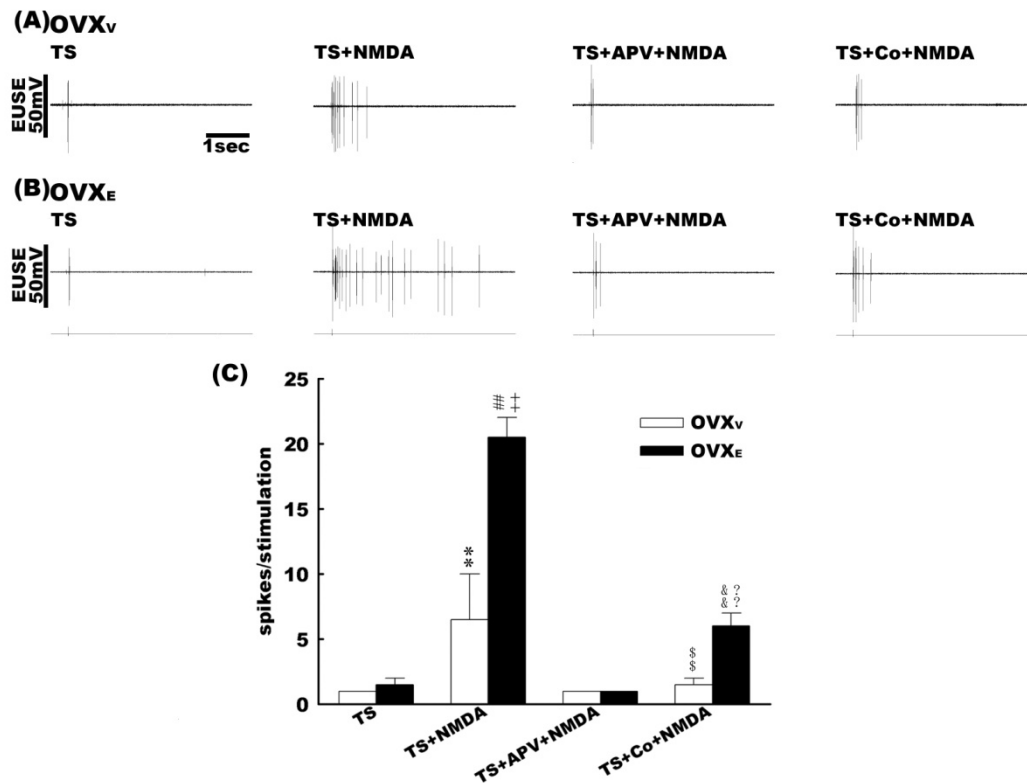 (A) OVXV
TS TS+NMDA TS+APV+NMDA TS+Co+NMDA
EUSE
50mV
1sec
(B) OVXE
TS TS+NMDA TS+APV+NMDA TS+Co+NMDA
EUSE
50mV
(C)
spikes/stimulation
25
20
15
10
5
0
# ‡
**
$
$
& ?
& ?
OVXV
OVXE
TS
TS+NMDA
TS+APV+NMDA
TS+Co+NMDA